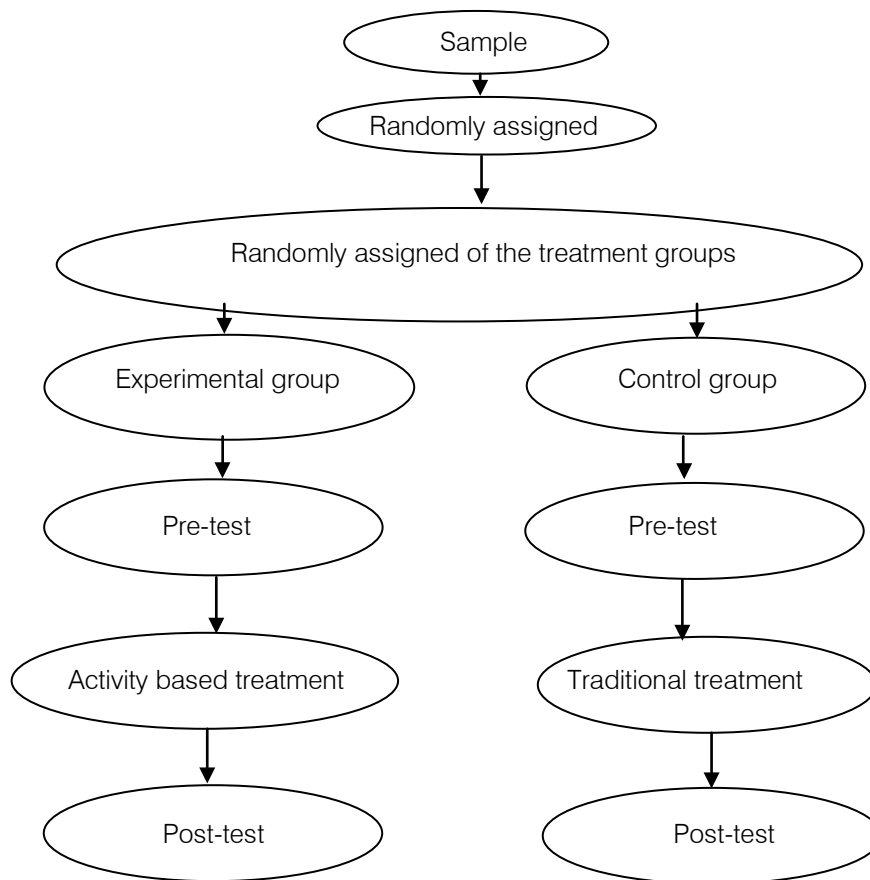 Sample
Randomly assigned
Randomly assigned of the treatment groups
Experimental group
Control group
Pre-test
Pre-test
Activity based treatment
Traditional treatment
Post-test
Post-test